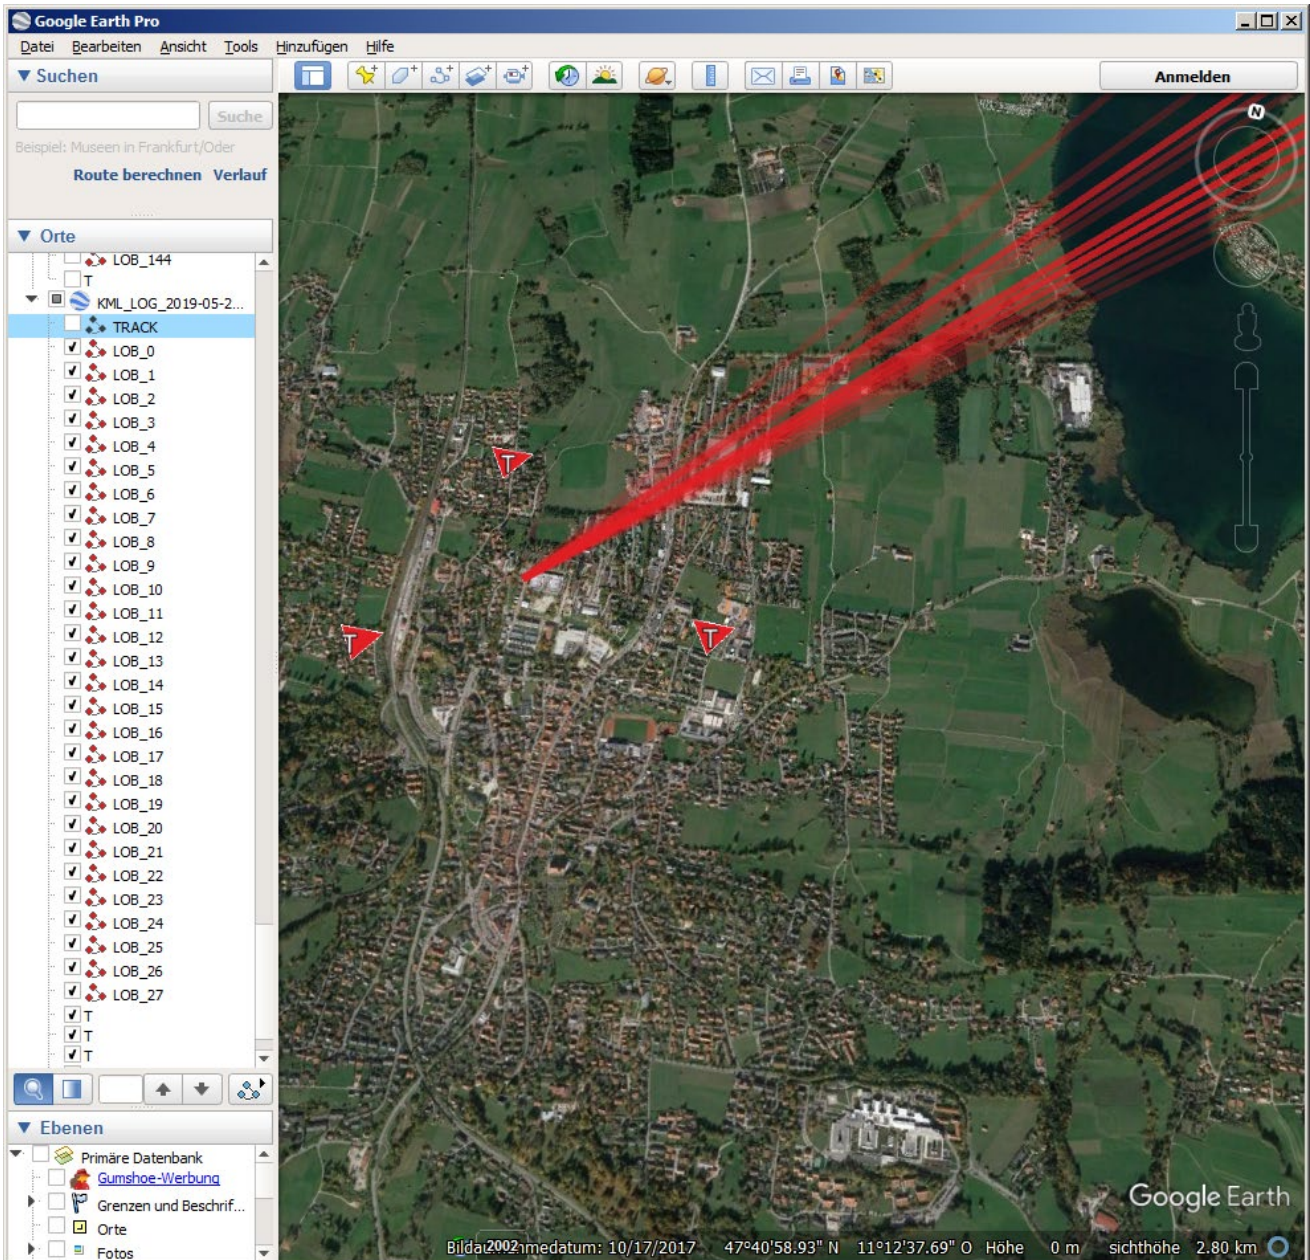 Google Earth Pro
Datei Bearbeiten Ansicht Tools Hinzufügen Hilfe
Suchen
Anmelden
Suche
Beispiel: Museen in Frankfurt/Oder
Route berechnen Verlauf
N
Orte
LOB_144
T
KML_LOG_2019-05-2...
TRACK
LOB_0
LOB_1
LOB_2
LOB_3
LOB_4
LOB_5
LOB_6
LOB_7
LOB_8
LOB_9
LOB_10
LOB_11
LOB_12
LOB_13
LOB_14
LOB_15
LOB_16
LOB_17
LOB_18
LOB_19
LOB_20
LOB_21
LOB_22
LOB_23
LOB_24
LOB_25
LOB_26
LOB_27
T
T
T
T
T
T
Ebenen
Primäre Datenbank
Gumshoe-Werbung
Grenzen und Beschrif...
Orte
Fotos
Google Earth
2002
10/17/2017 47°40'58.93" N 11°12'37.69" O Höhe 0 m sichthöhe 2.80 km